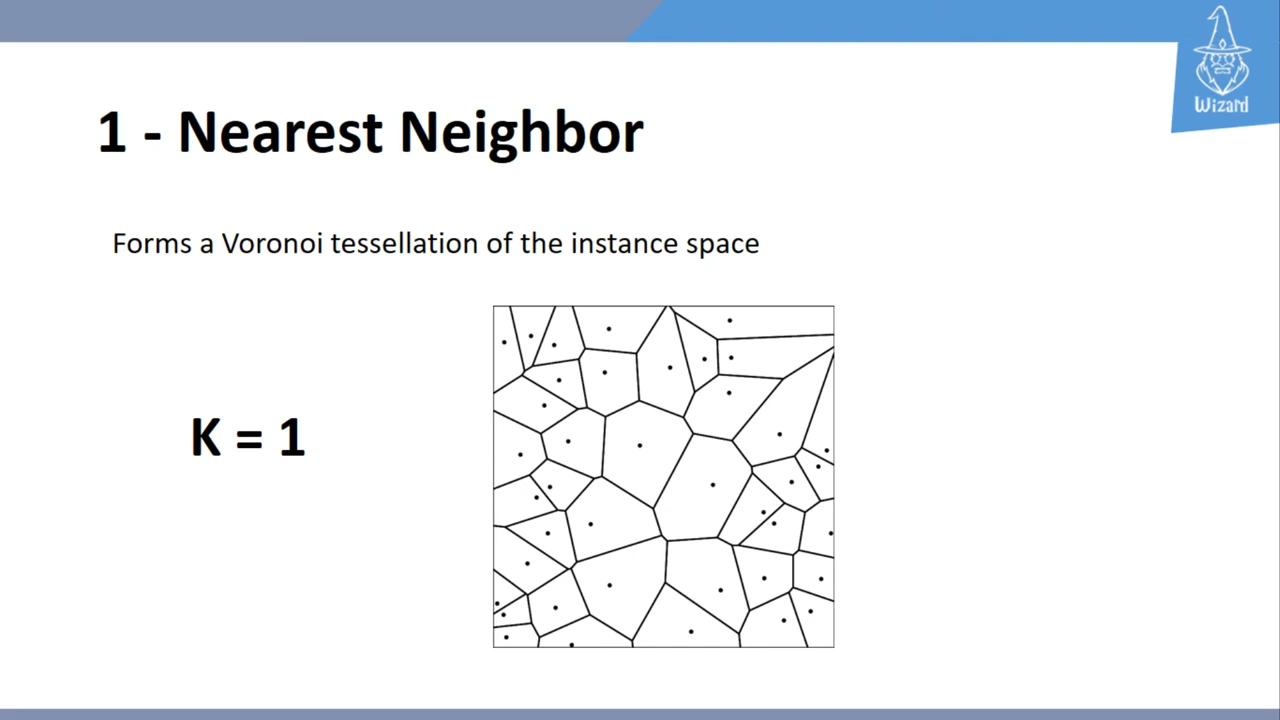 Wizard
1 - Nearest Neighbor
Forms a Voronoi tessellation of the instance space
K = 1